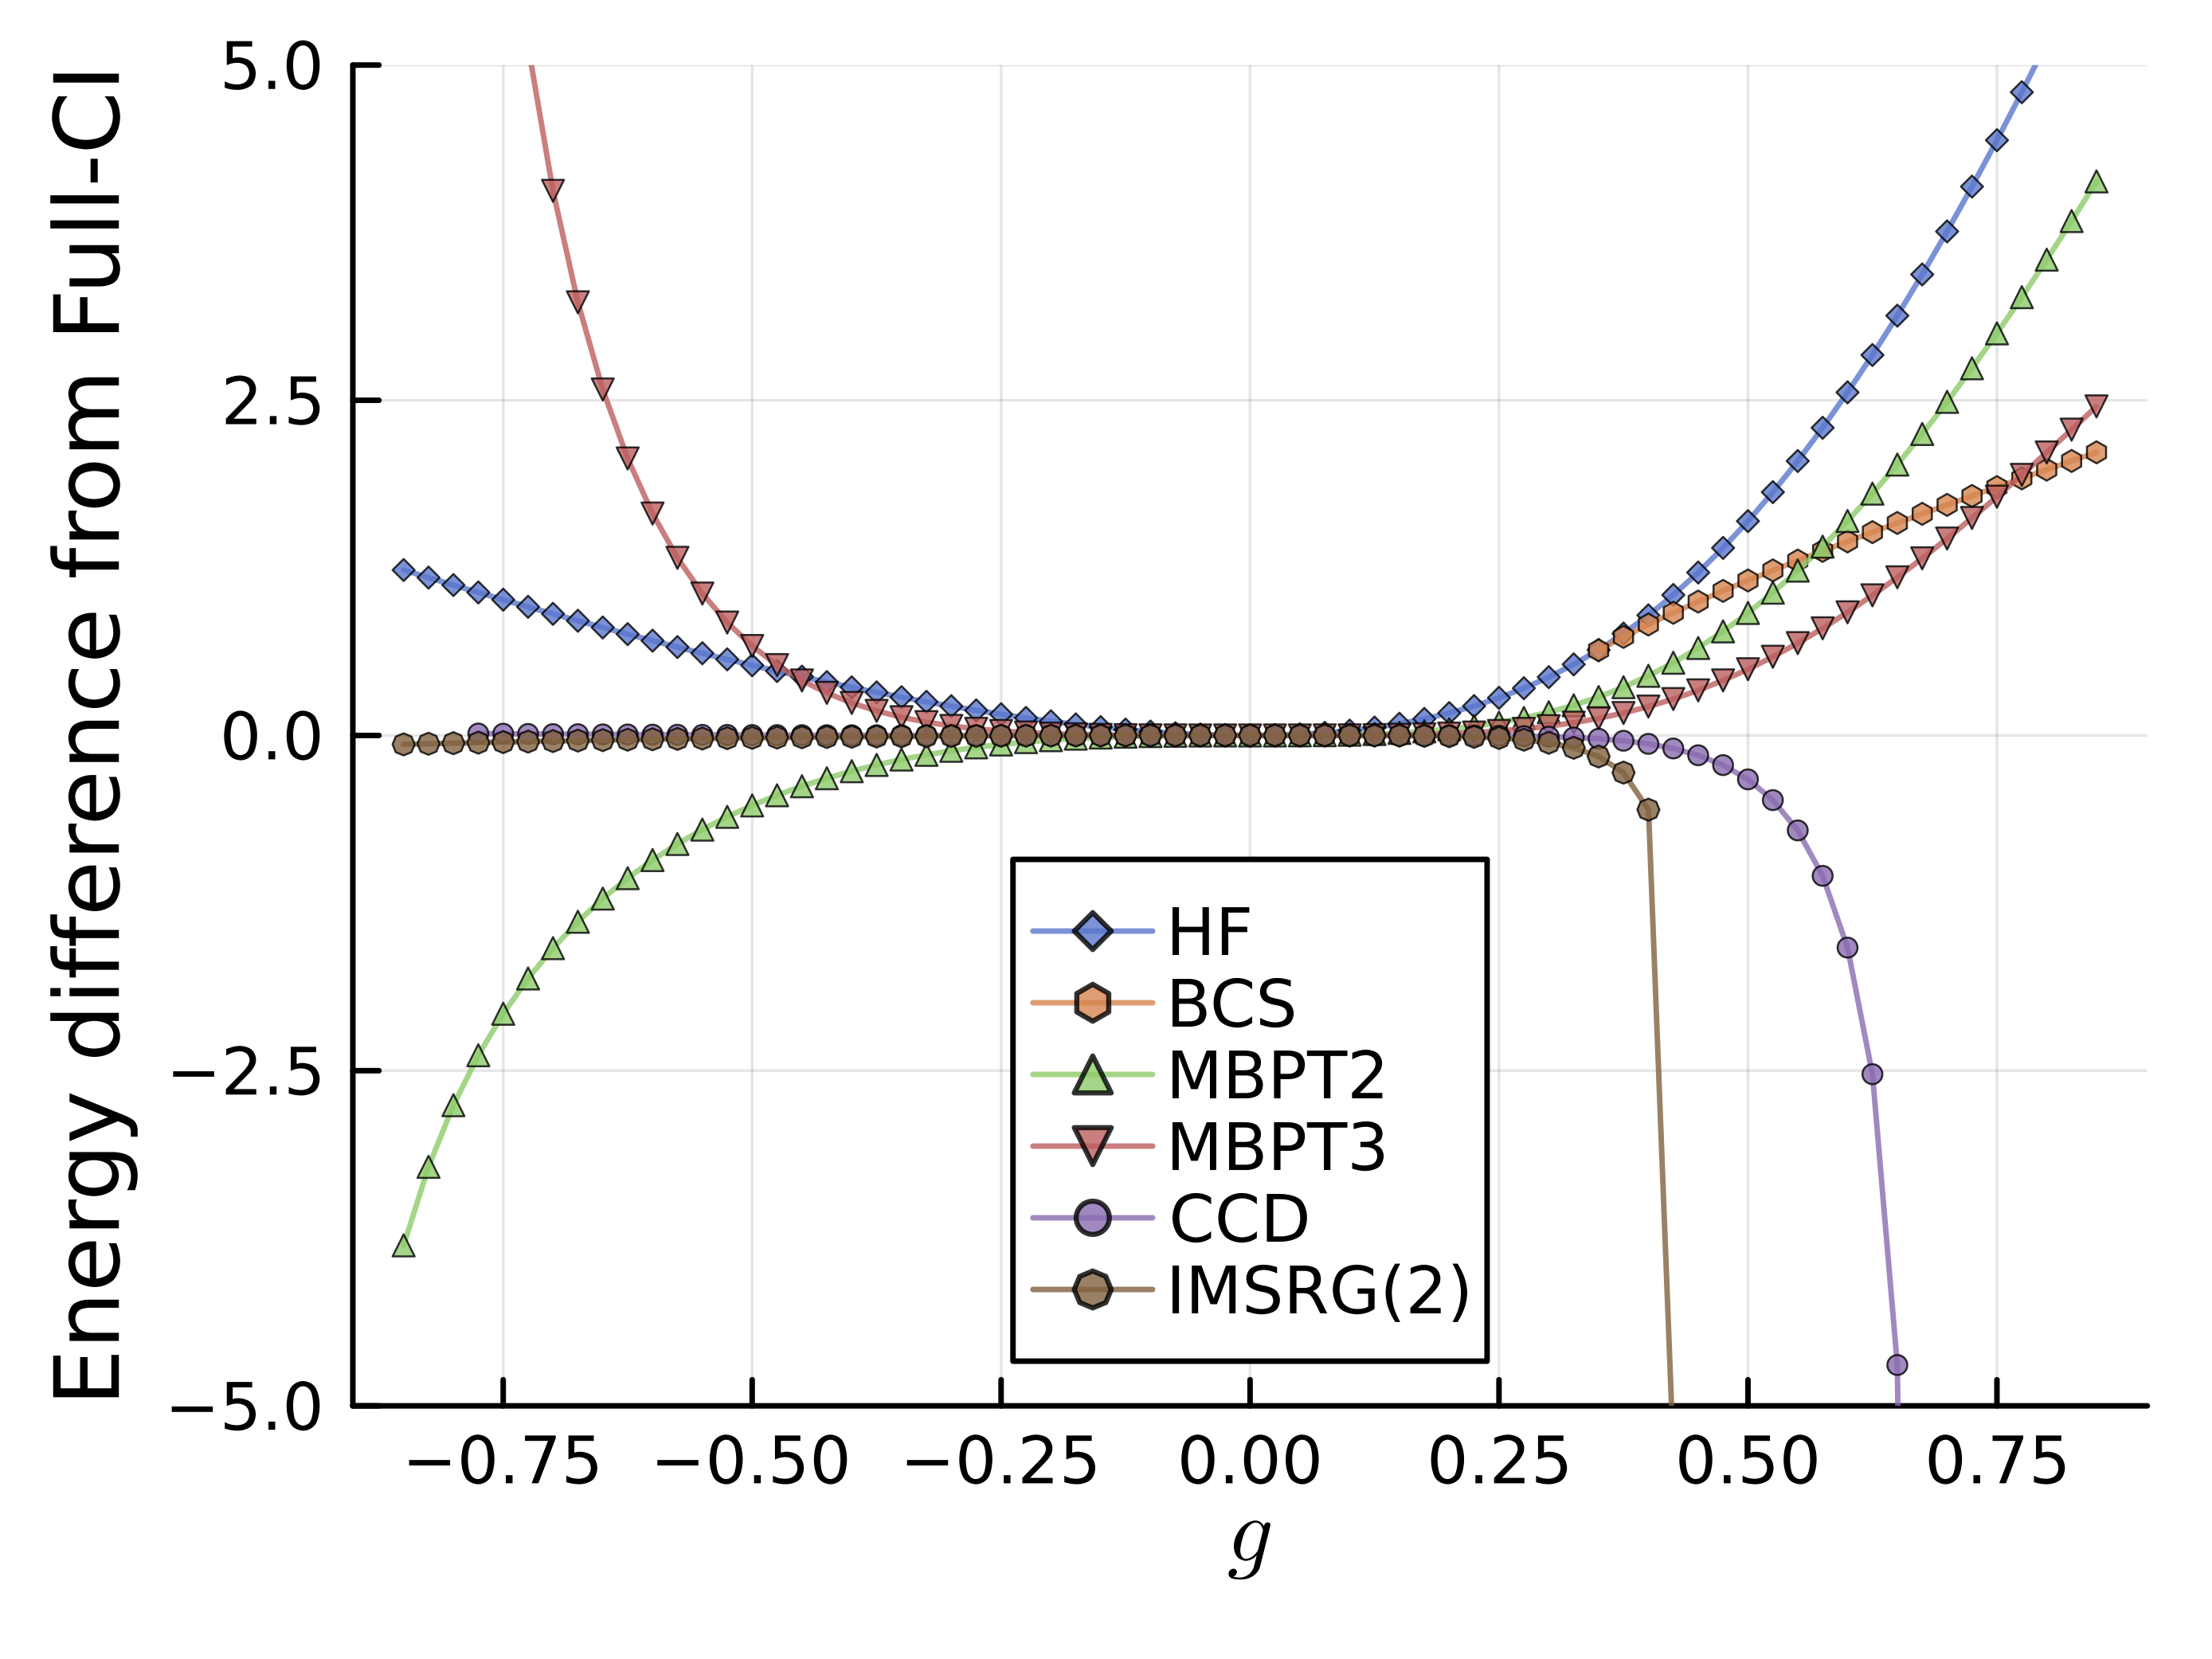 Energy difference from Full-CI
5.0
2.5
0.0
−2.5
−5.0
HF
BCS
MBPT2
MBPT3
CCD
IMSRG(2)
−0.75 −0.50 −0.25 0.00 0.25 0.50 0.75
g